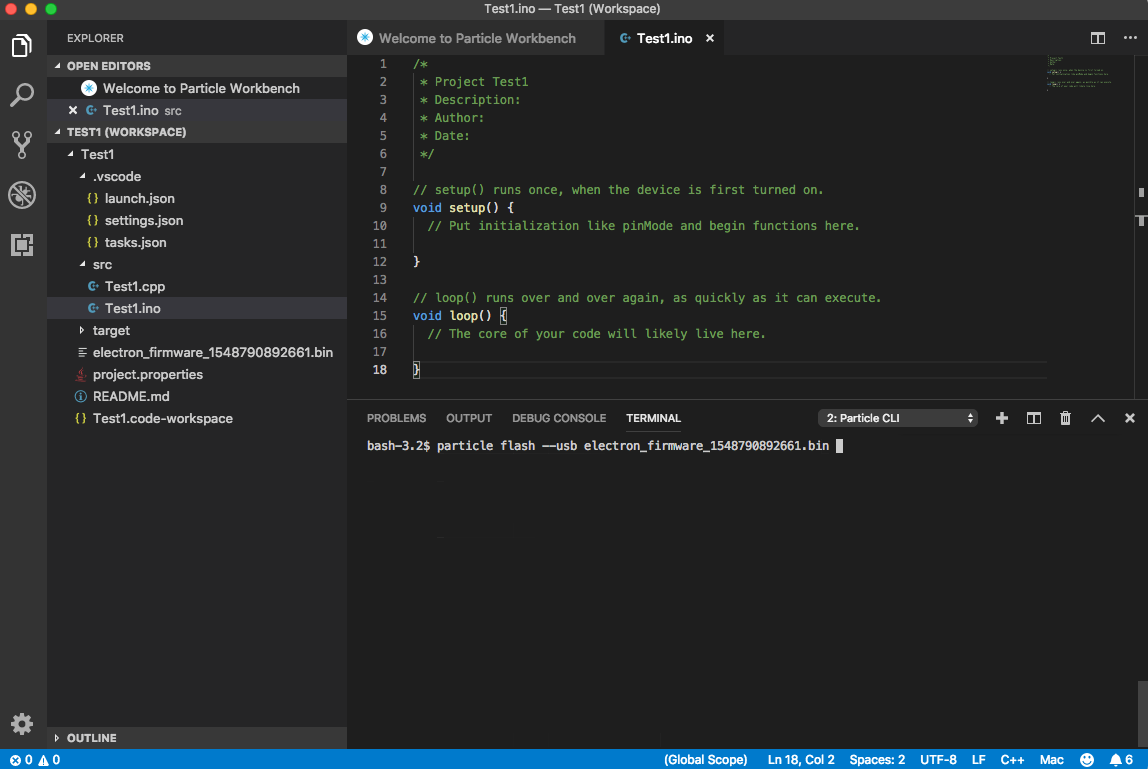 Test1.ino — Test1 (Workspace)
EXPLORER
OPEN EDITORS
Welcome to Particle Workbench
Test1.ino src
TEST1 (WORKSPACE)
Test1
.vscode
{} launch.json
{} settings.json
{} tasks.json
src
Test1.cpp
Test1.ino
target
electron_firmware_1548790892661.bin
project.properties
README.md
{} Test1.code-workspace
OUTLINE
Welcome to Particle Workbench
Test1.ino
1 /*
2 * Project Test1
3 * Description:
4 * Author:
5 * Date:
6 */
7
8 // setup() runs once, when the device is first turned on.
9 void setup() {
10 // Put initialization like pinMode and begin functions here.
11
12 }
13
14 // loop() runs over and over again, as quickly as it can execute.
15 void loop() {
16 // The core of your code will likely live here.
17
18 }
PROBLEMS OUTPUT DEBUG CONSOLE TERMINAL 2: Particle CLI
bash-3.2$ particle flash --usb electron_firmware_1548790892661.bin
0 0 (Global Scope) Ln 18, Col 2 Spaces: 2 UTF-8 LF C++ Mac 6